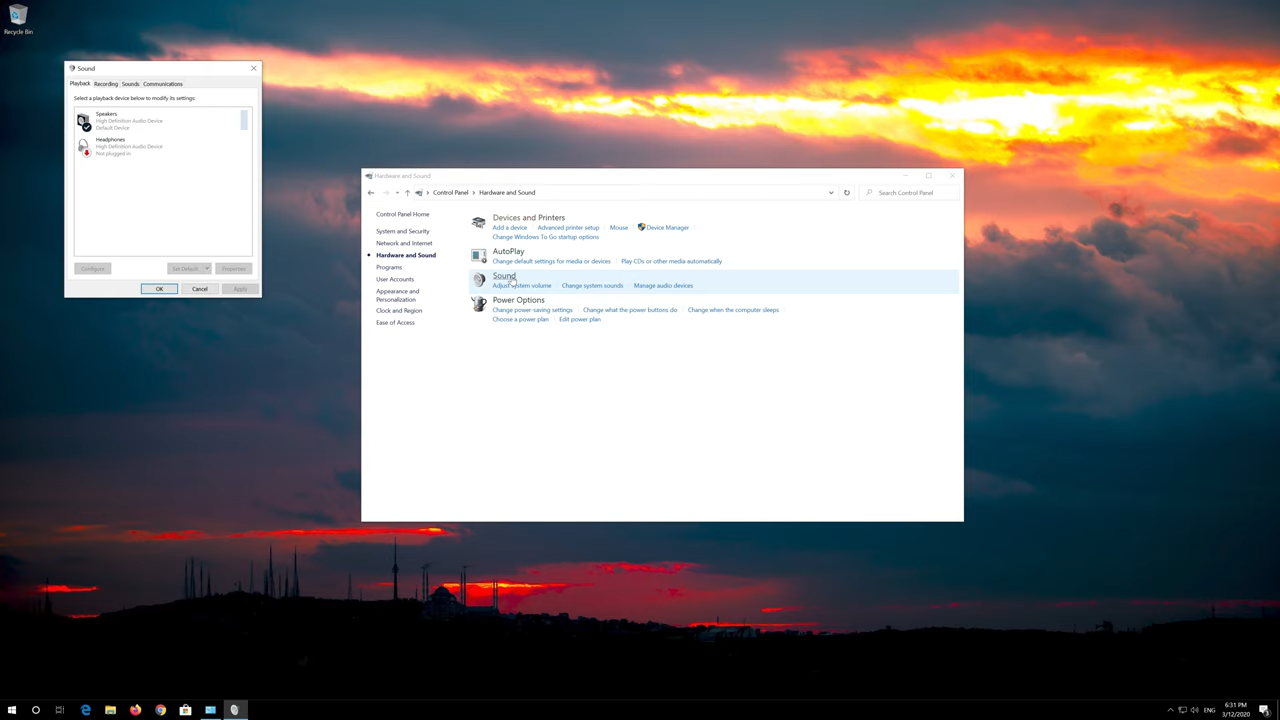 Recycle Bin
Sound
Playback Recording Sounds Communications
Select a playback device below to modify its settings:
Speakers
High Definition Audio Device
Default Device
Headphones
High Definition Audio Device
Not plugged in
Configure Set Default Properties
OK Cancel Apply
Hardware and Sound
Control Panel Hardware and Sound Search Control Panel
Control Panel Home
System and Security
Network and Internet
Hardware and Sound
Programs
User Accounts
Appearance and
Personalization
Clock and Region
Ease of Access
Devices and Printers
Add a device Advanced printer setup Mouse Device Manager
Change Windows To Go startup options
AutoPlay
Change default settings for media or devices Play CDs or other media automatically
Sound
Adjust system volume Change system sounds Manage audio devices
Power Options
Change power-saving settings Change what the power buttons do Change when the computer sleeps
Choose a power plan Edit power plan
ENG
6:31 PM
3/12/2020